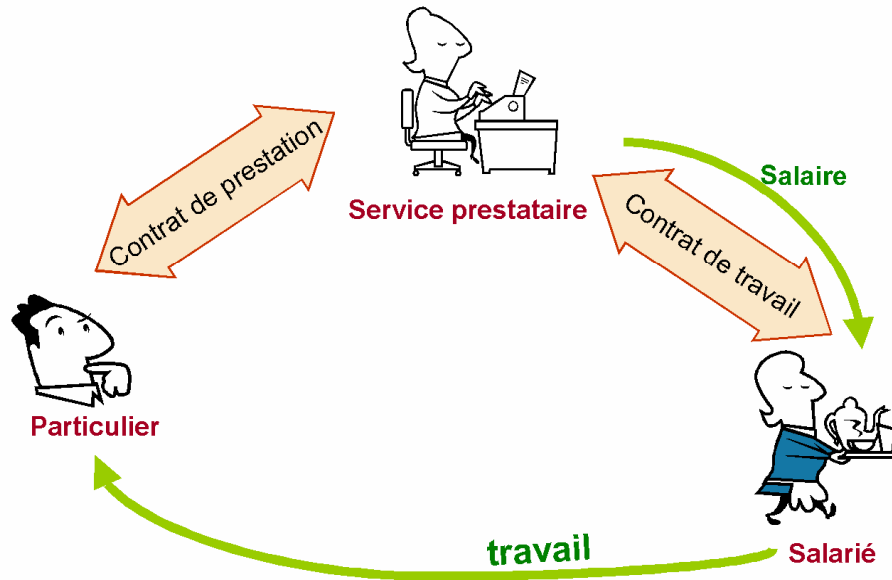 Contrat de prestation
Service prestataire
Salaire
Contrat de travail
Particulier
travail
Salarié